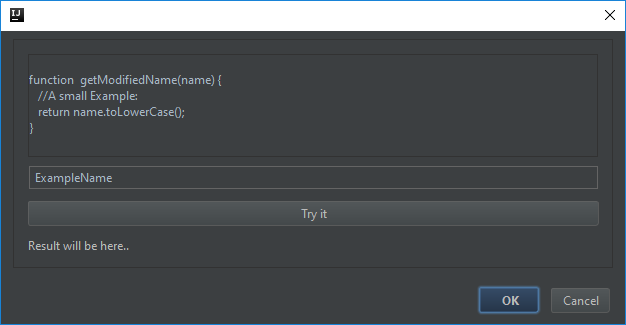 IJ
function  getModifiedName(name) {
   //A small Example:
   return name.toLowerCase();
}
ExampleName
Try it
Result will be here..
OK
Cancel